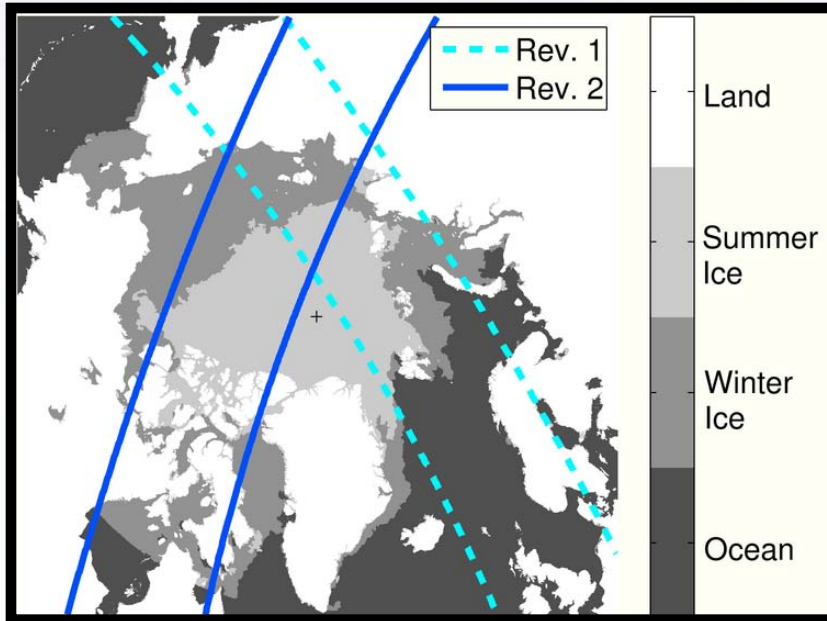 Rev. 1
Rev. 2
Land
Summer
Ice
Winter
Ice
Ocean